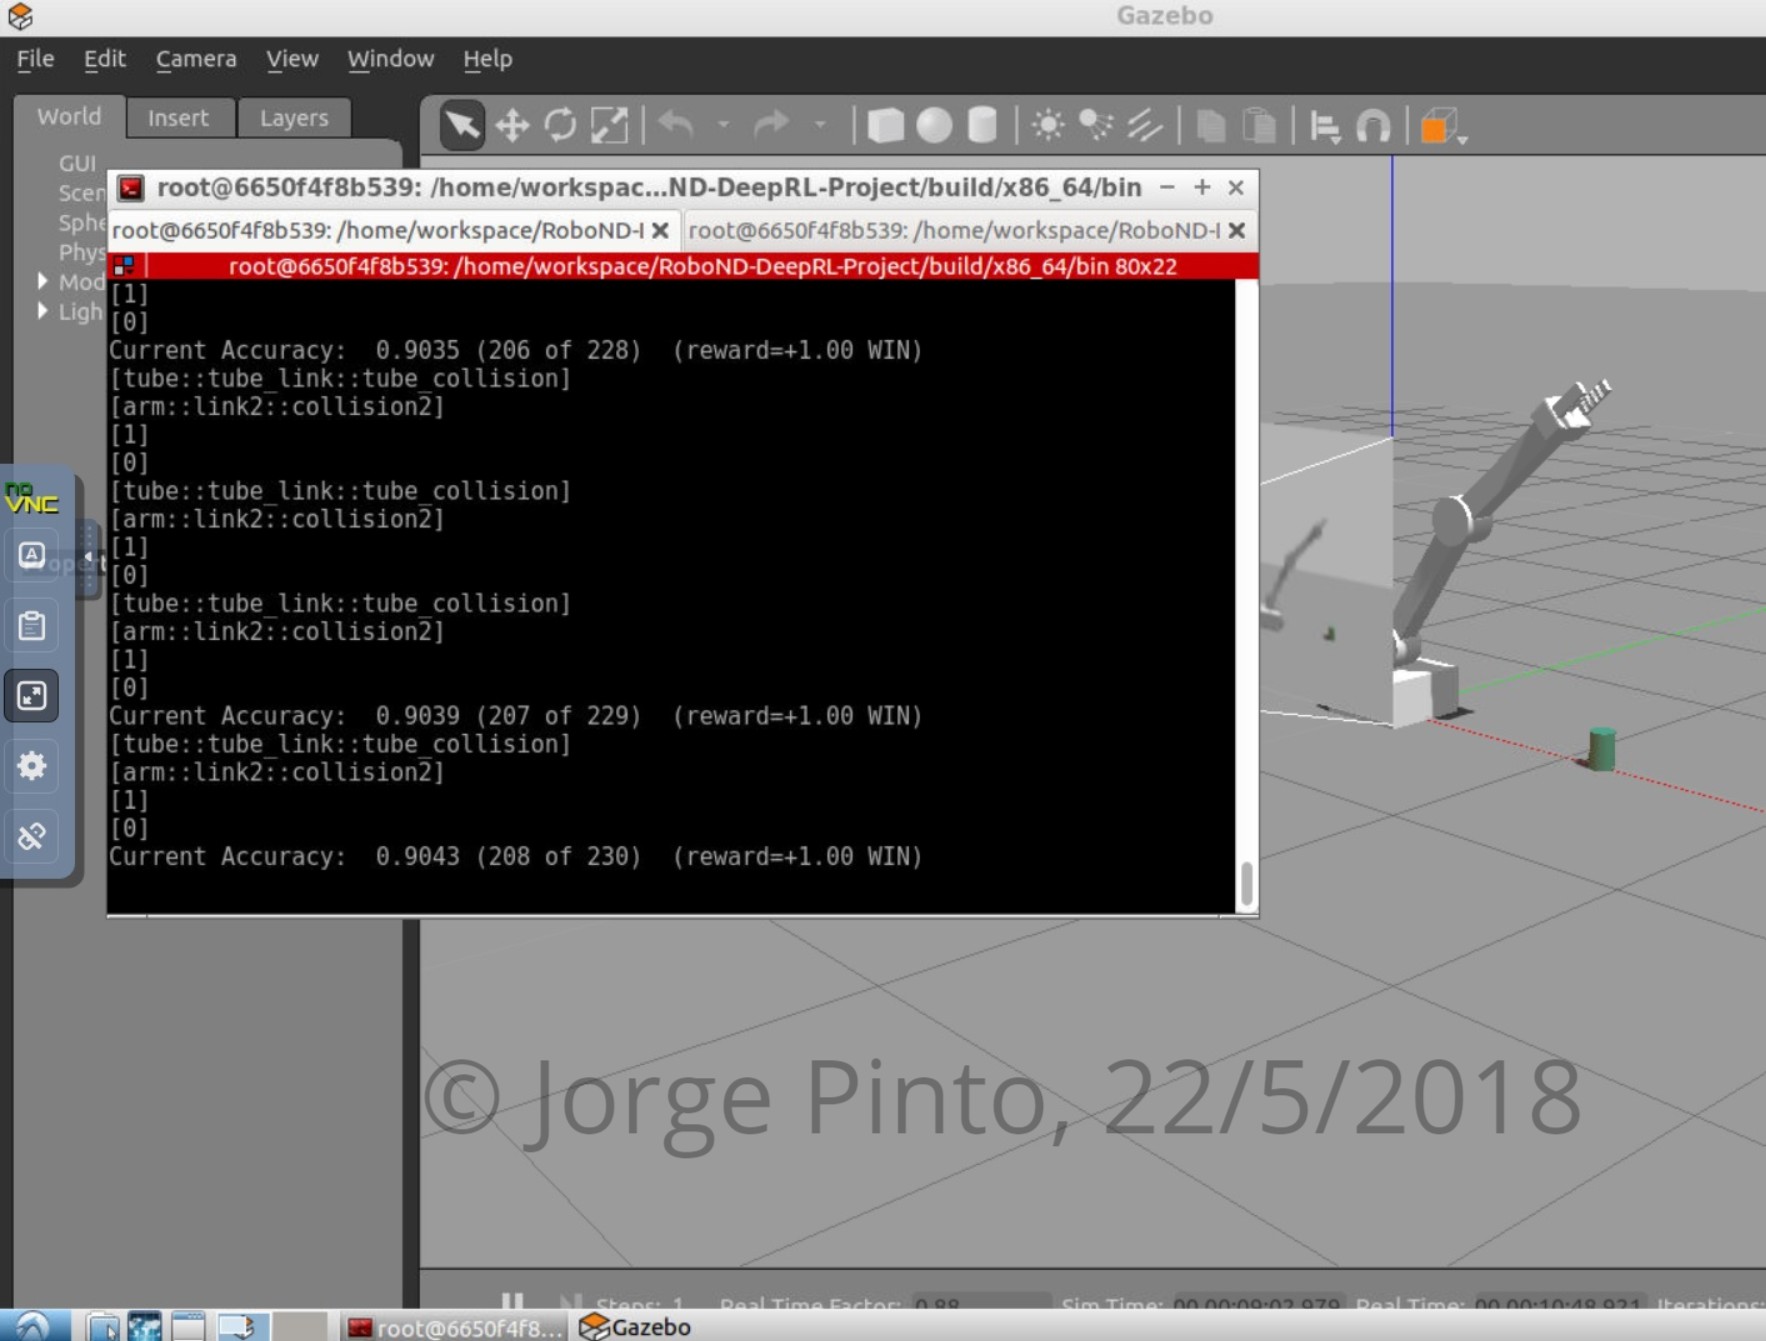 Gazebo
File Edit Camera View Window Help
World Insert Layers
GUI
root@6650f4f8b539: /home/workspac...ND-DeepRL-Project/build/x86_64/bin
root@6650f4f8b539: /home/workspace/RoboND-I root@6650f4f8b539: /home/workspace/RoboND-I
root@6650f4f8b539: /home/workspace/RoboND-DeepRL-Project/build/x86_64/bin 80x22
Scen
Sphe
Phys
Mod
Ligh
[1]
[0]
Current Accuracy: 0.9035 (206 of 228) (reward=+1.00 WIN)
[tube::tube_link::tube_collision]
[arm::link2::collision2]
[1]
[0]
[tube::tube_link::tube_collision]
[arm::link2::collision2]
[1]
[0]
[tube::tube_link::tube_collision]
[arm::link2::collision2]
[1]
[0]
Current Accuracy: 0.9039 (207 of 229) (reward=+1.00 WIN)
[tube::tube_link::tube_collision]
[arm::link2::collision2]
[1]
[0]
Current Accuracy: 0.9043 (208 of 230) (reward=+1.00 WIN)
no
VNC
A
© Jorge Pinto, 22/5/2018
Steps: 1 Real Time Factor: 0.88 Sim Time: 00 00:09:02.979 Real Time: 00 00:10:48.921 Iterations:
root@6650f4f8... Gazebo